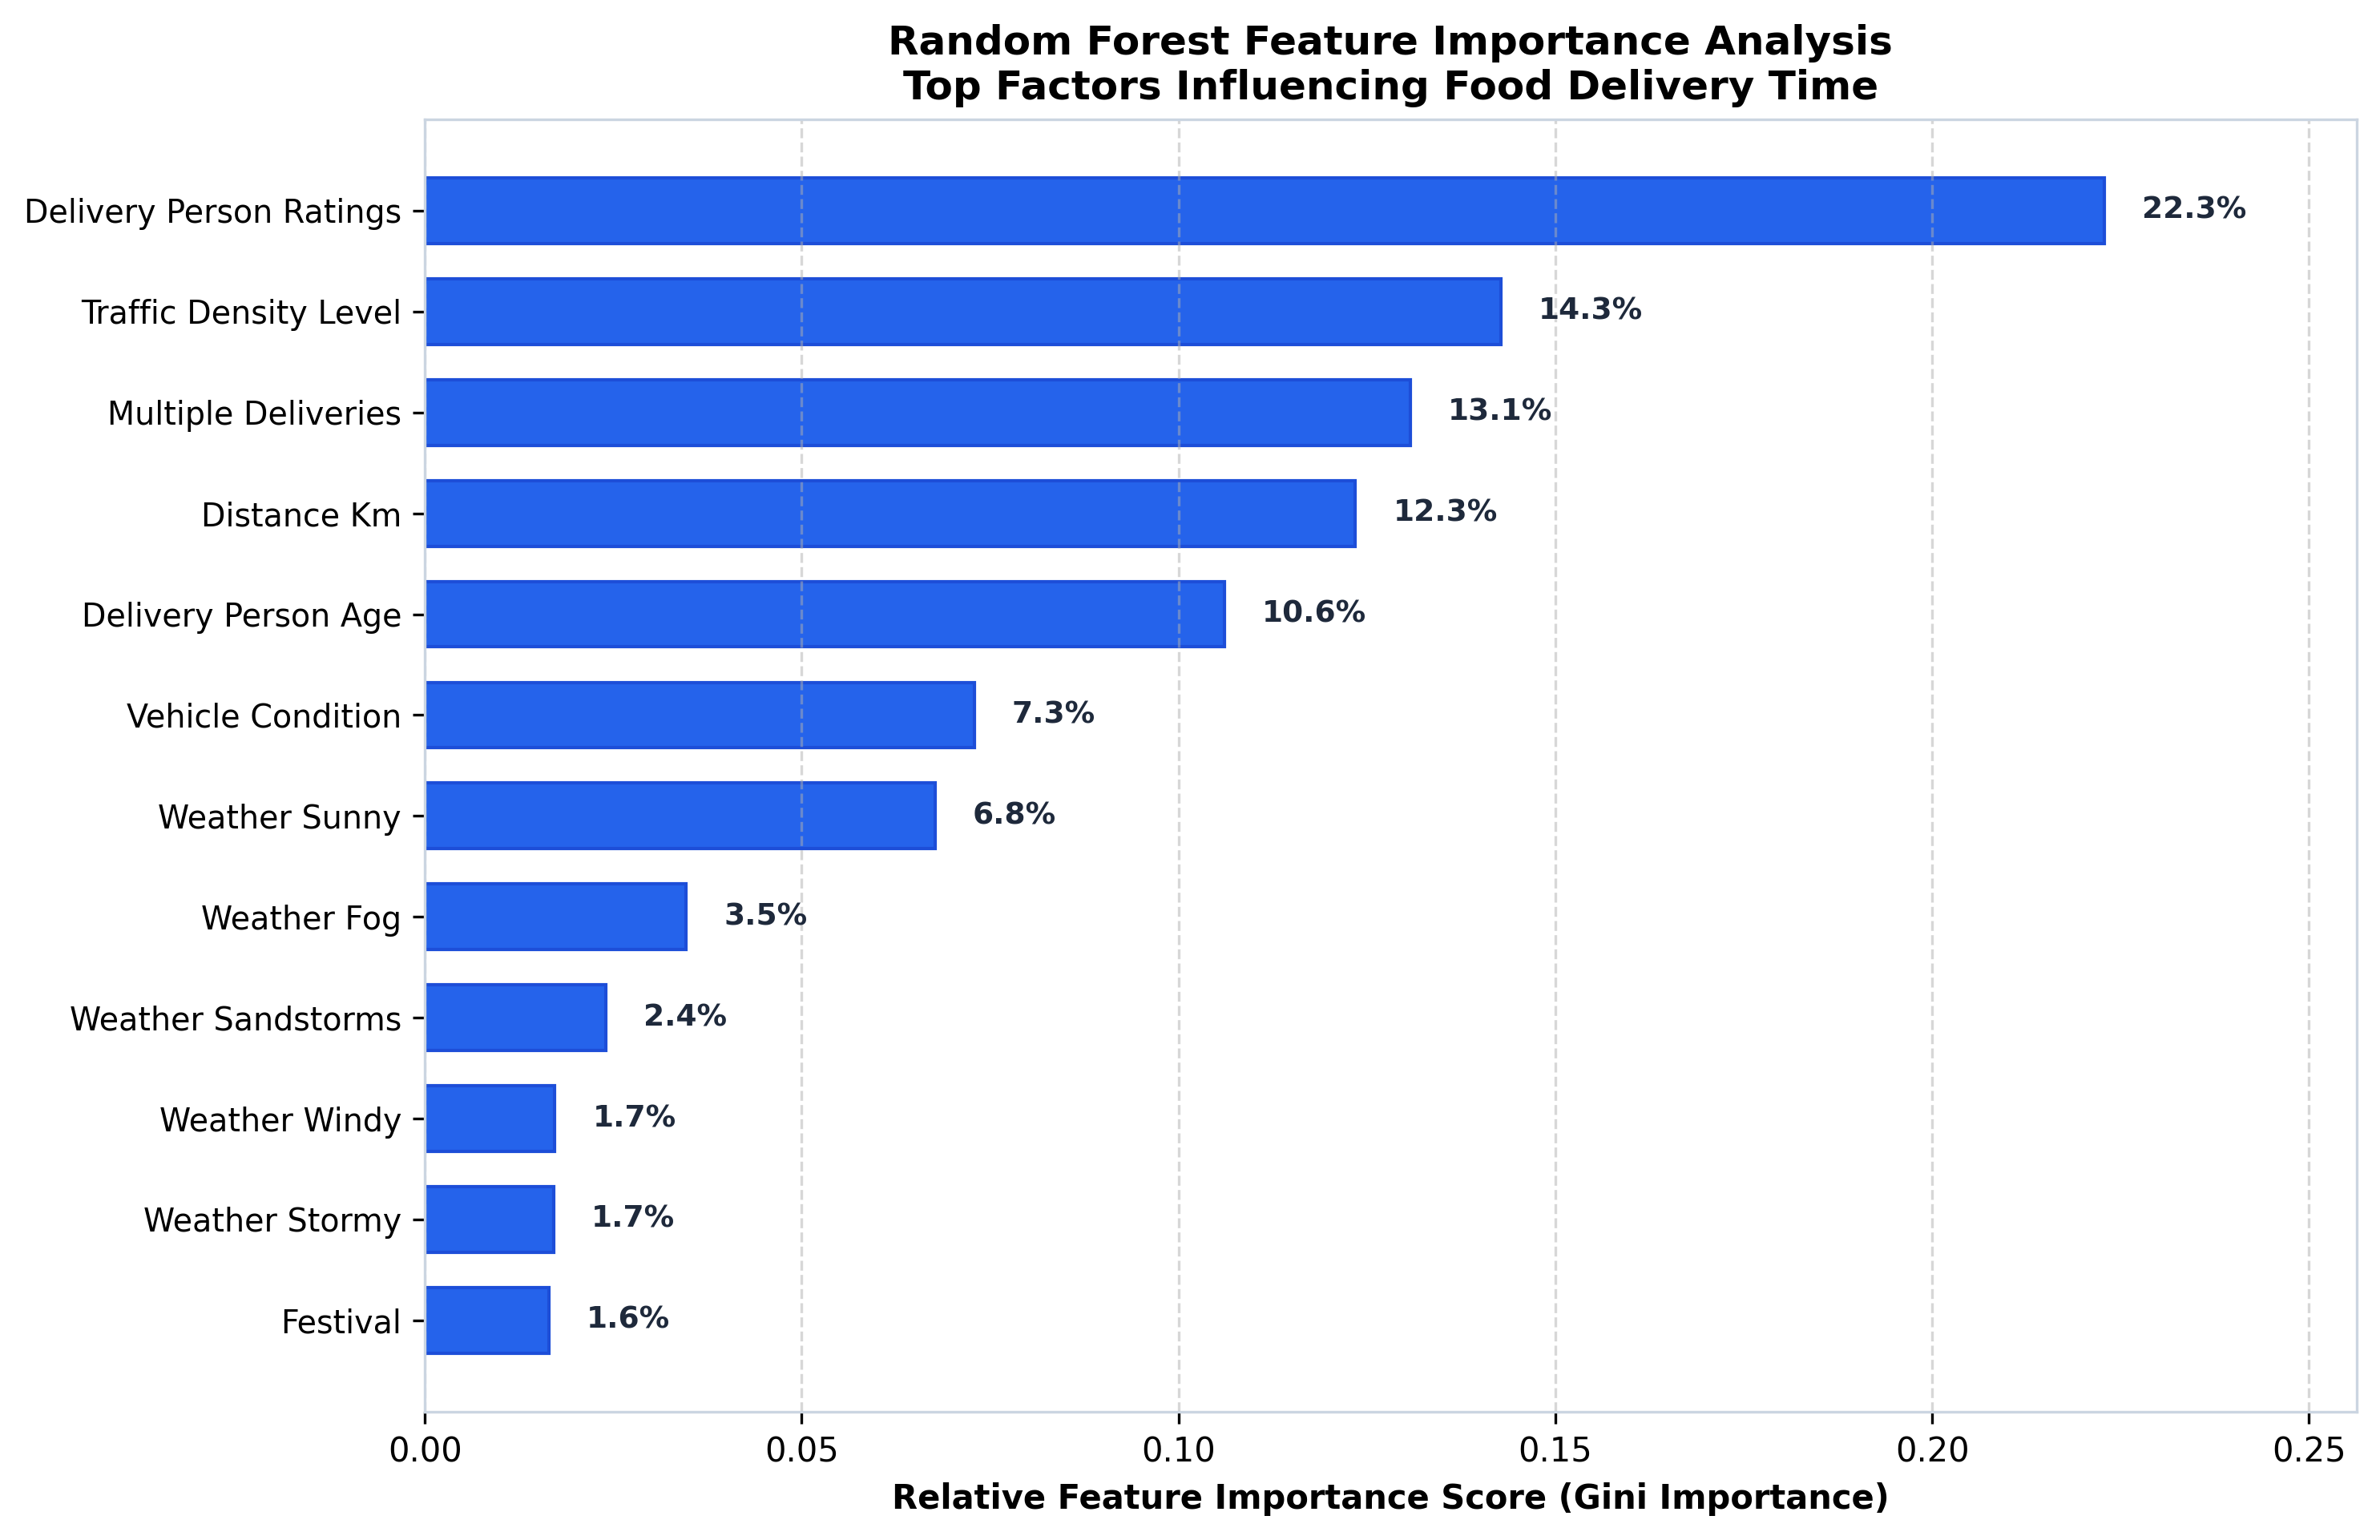 Random Forest Feature Importance Analysis
Top Factors Influencing Food Delivery Time
Delivery Person Ratings 22.3%
Traffic Density Level 14.3%
Multiple Deliveries 13.1%
Distance Km 12.3%
Delivery Person Age 10.6%
Vehicle Condition 7.3%
Weather Sunny 6.8%
Weather Fog 3.5%
Weather Sandstorms 2.4%
Weather Windy 1.7%
Weather Stormy 1.7%
Festival 1.6%
0.00 0.05 0.10 0.15 0.20 0.25
Relative Feature Importance Score (Gini Importance)